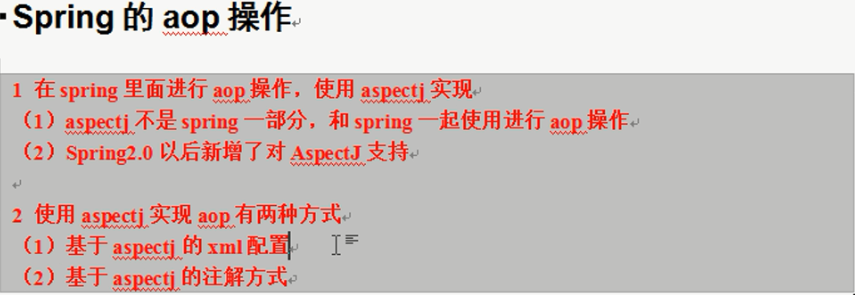 Spring 的 aop 操作
1 在 spring 里面进行 aop 操作，使用 aspectj 实现
（1）aspectj 不是 spring 一部分，和 spring 一起使用进行 aop 操作
（2）Spring2.0 以后新增了对 AspectJ 支持
2 使用 aspectj 实现 aop 有两种方式
（1）基于 aspectj 的 xml 配置
（2）基于 aspectj 的注解方式